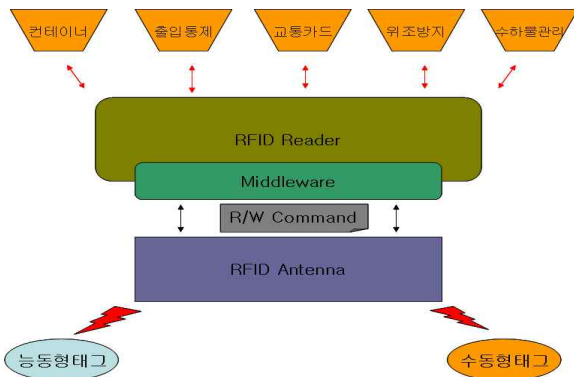 컨테이너
출입통제
교통카드
위조방지
수하물관리
RFID Reader
Middleware
R/W Command
RFID Antenna
능동형태그
수동형태그